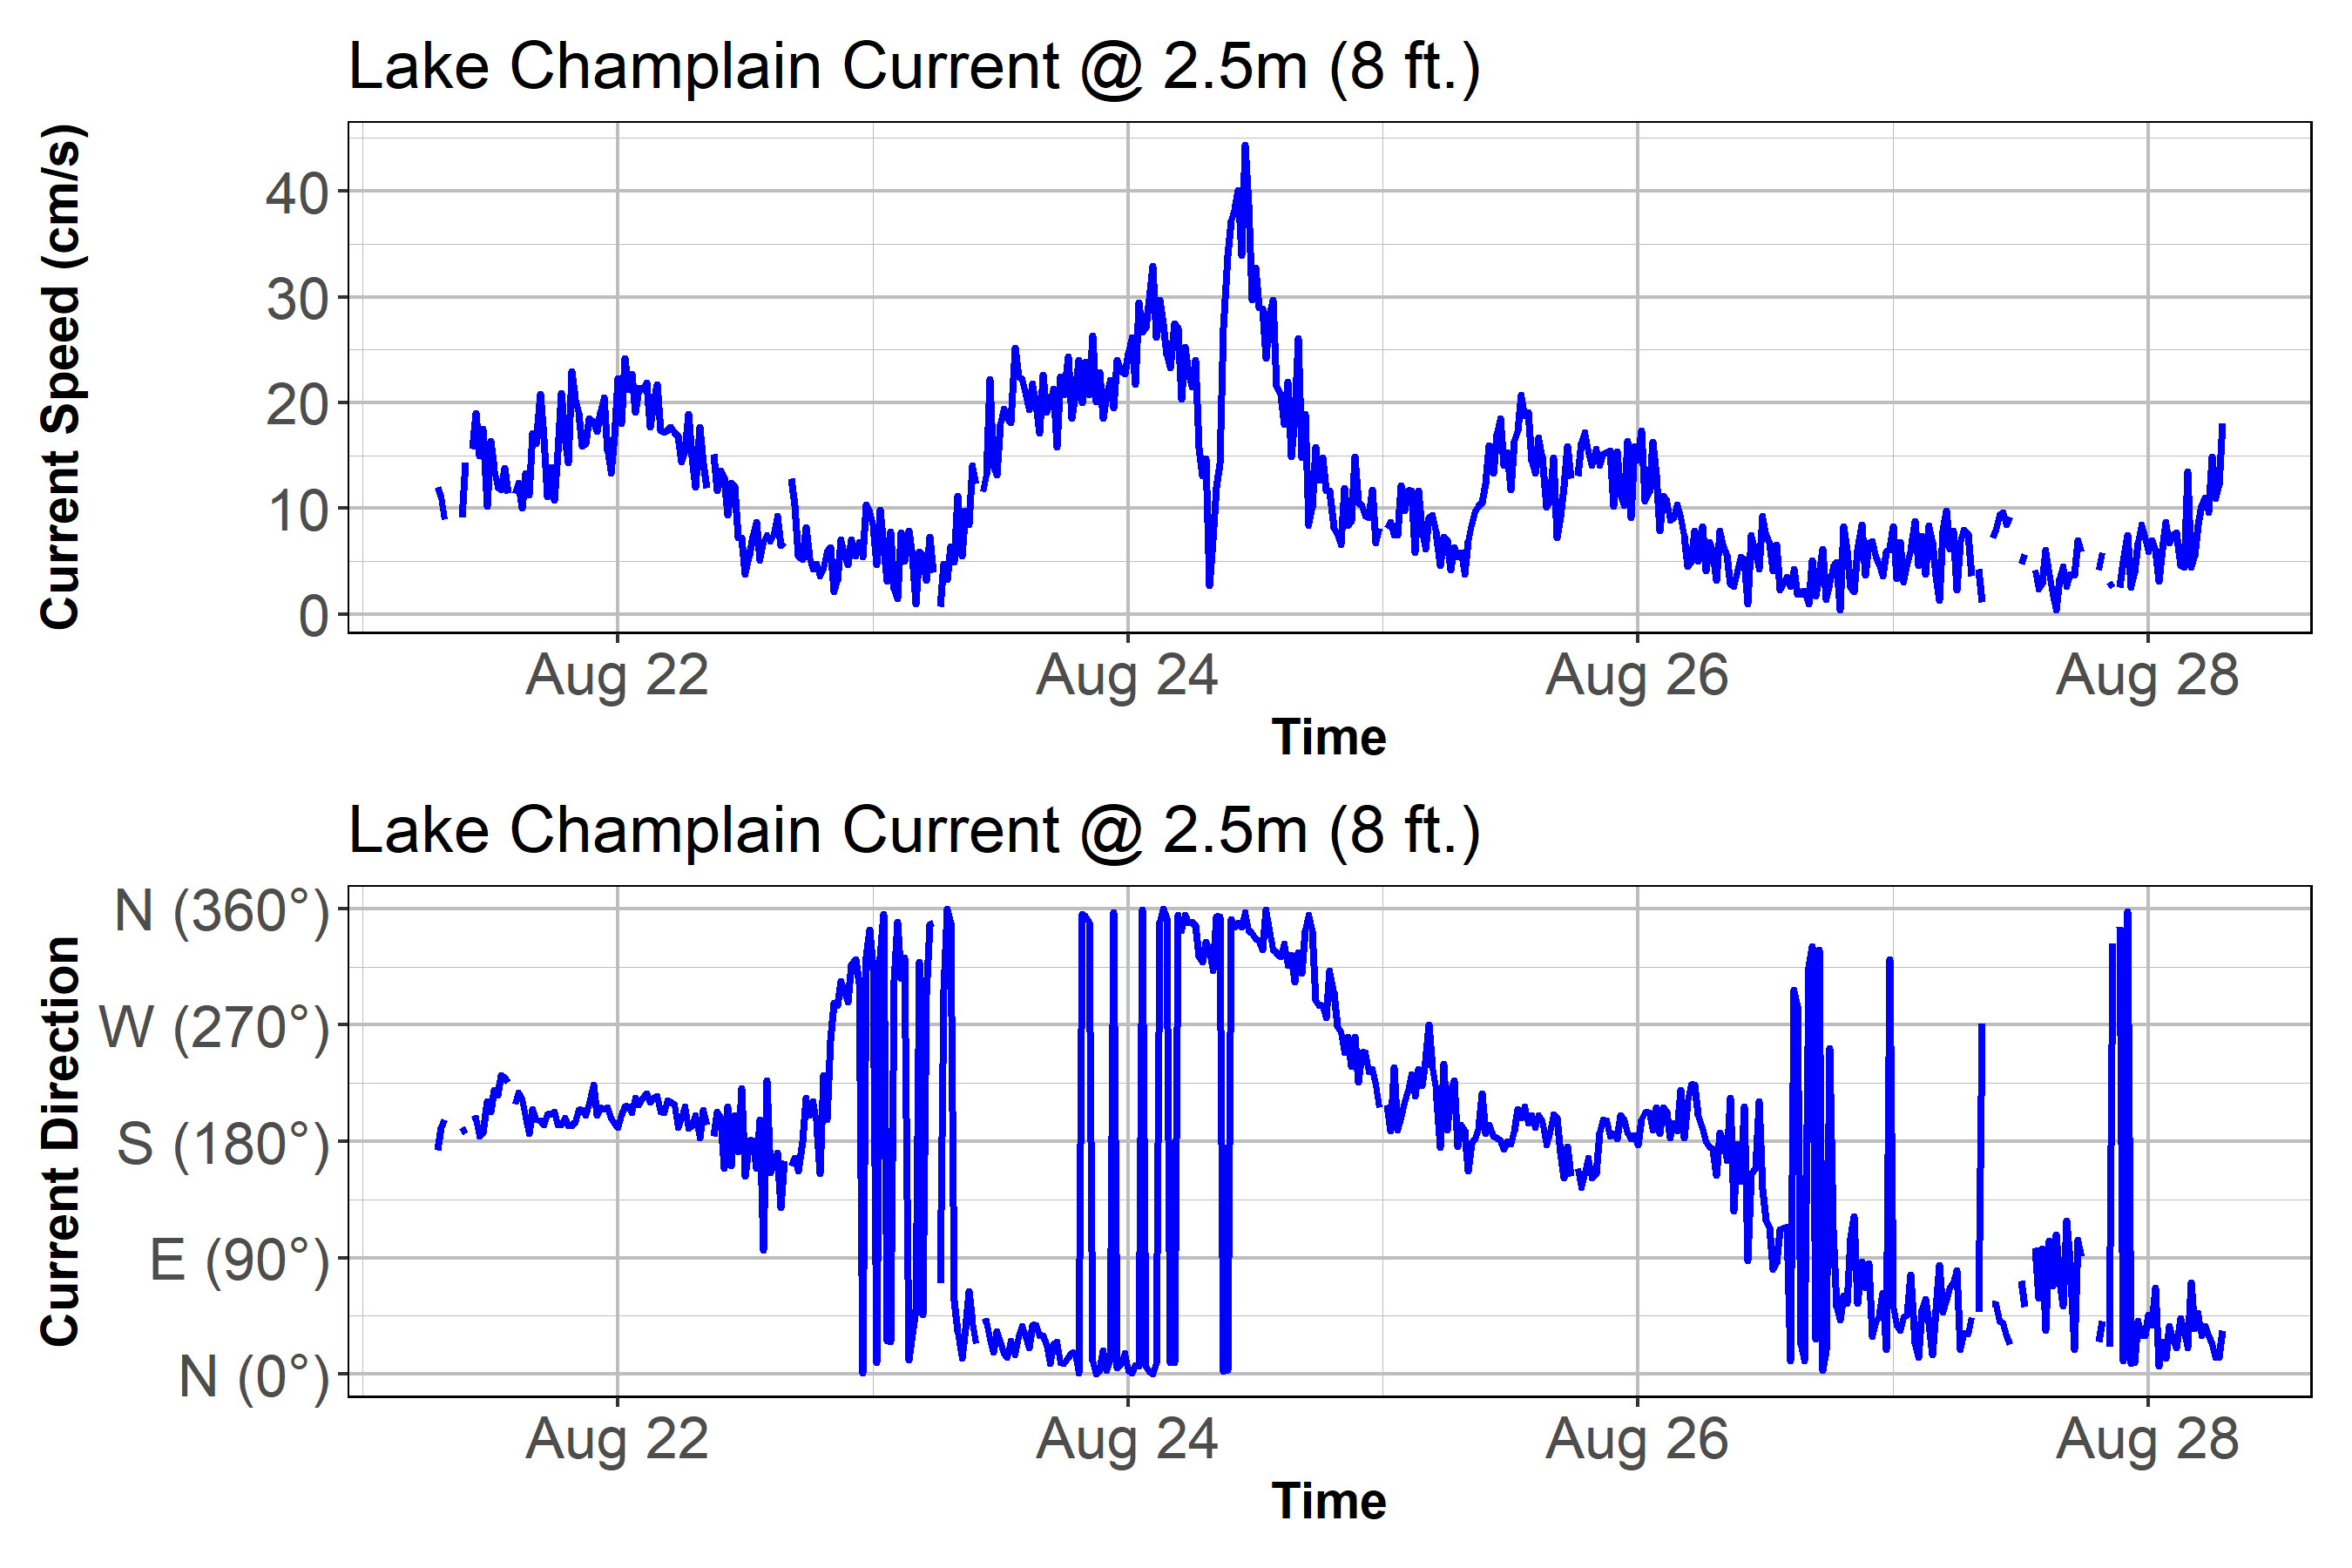 Lake Champlain Current @ 2.5m (8 ft.)
Current Speed (cm/s)
40
30
20
10
0
Aug 22 Aug 24 Aug 26 Aug 28
Time
Lake Champlain Current @ 2.5m (8 ft.)
Current Direction
N (360°)
W (270°)
S (180°)
E (90°)
N (0°)
Aug 22 Aug 24 Aug 26 Aug 28
Time